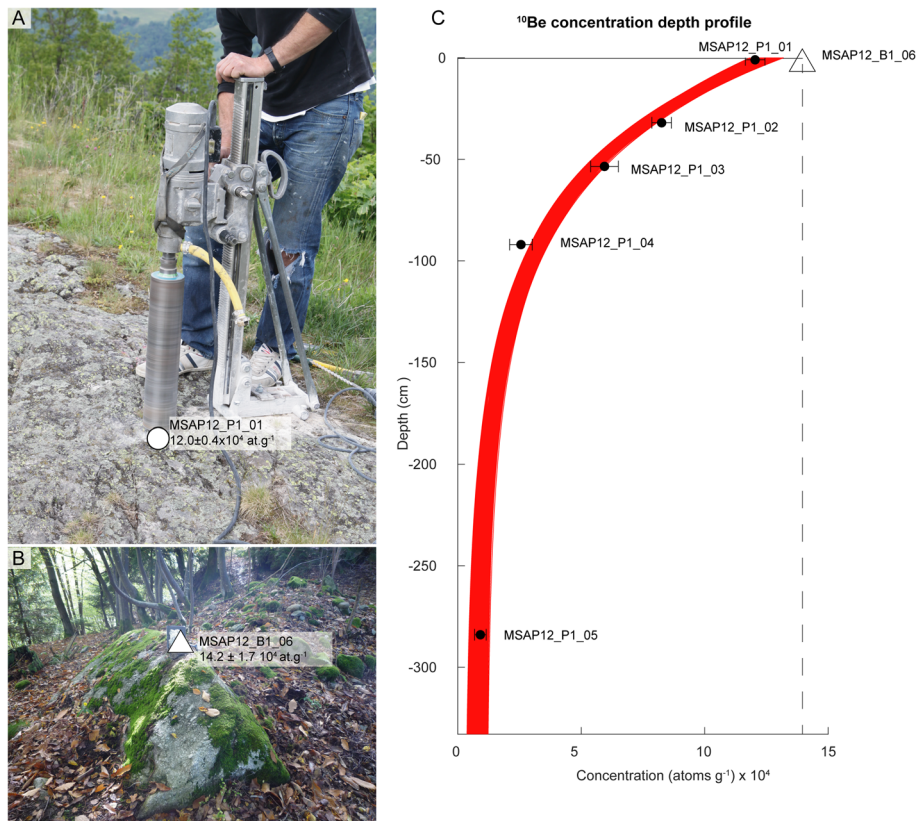 A
MSAP12_P1_01
12.0±0.4x10⁴ at.g⁻¹
B
MSAP12_B1_06
14.2 ± 1.7 10⁴ at.g⁻¹
C
¹⁰Be concentration depth profile
MSAP12_P1_01
MSAP12_B1_06
MSAP12_P1_02
MSAP12_P1_03
MSAP12_P1_04
MSAP12_P1_05
0
-50
-100
-150
-200
-250
-300
Depth (cm )
0
5
10
15
Concentration (atoms g⁻¹) x 10⁴